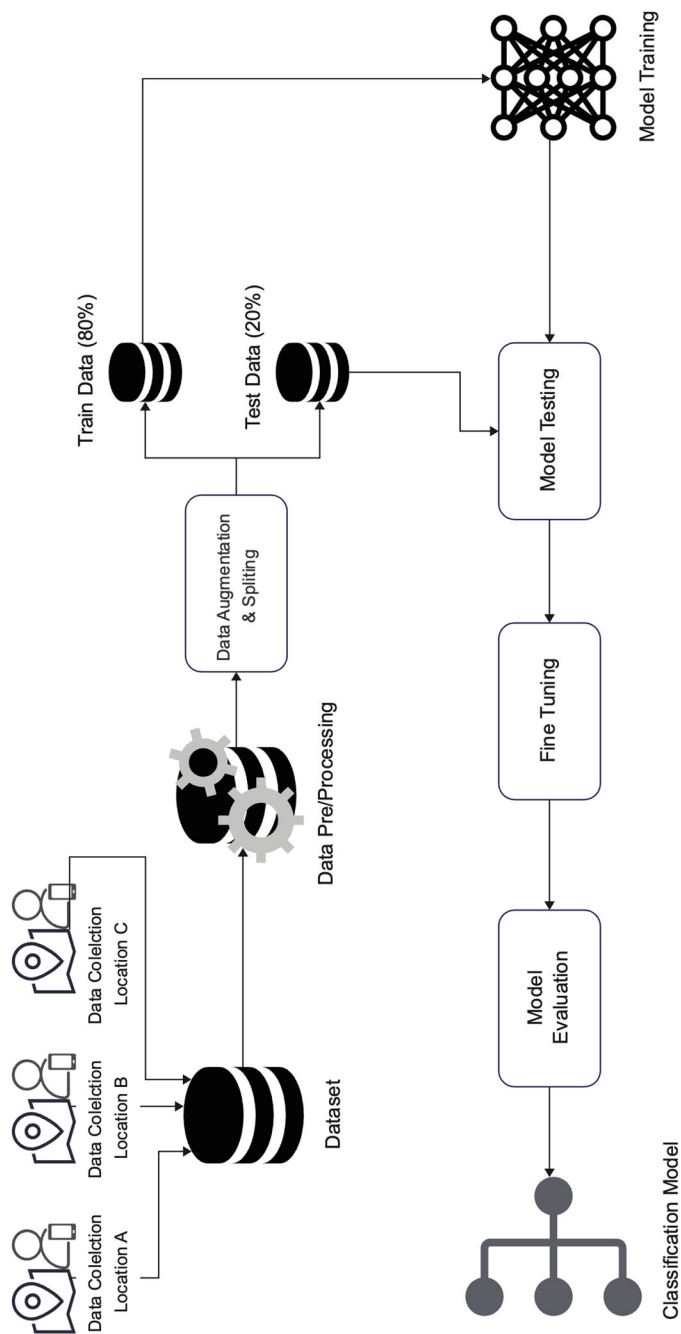 Data Colelction
Location A
Data Colelction
Location B
Data Colelction
Location C
Dataset
Data Pre/Processing
Data Augmentation
& Spliting
Train Data (80%)
Test Data (20%)
Model Training
Model Testing
Fine Tuning
Model
Evaluation
Classification Model